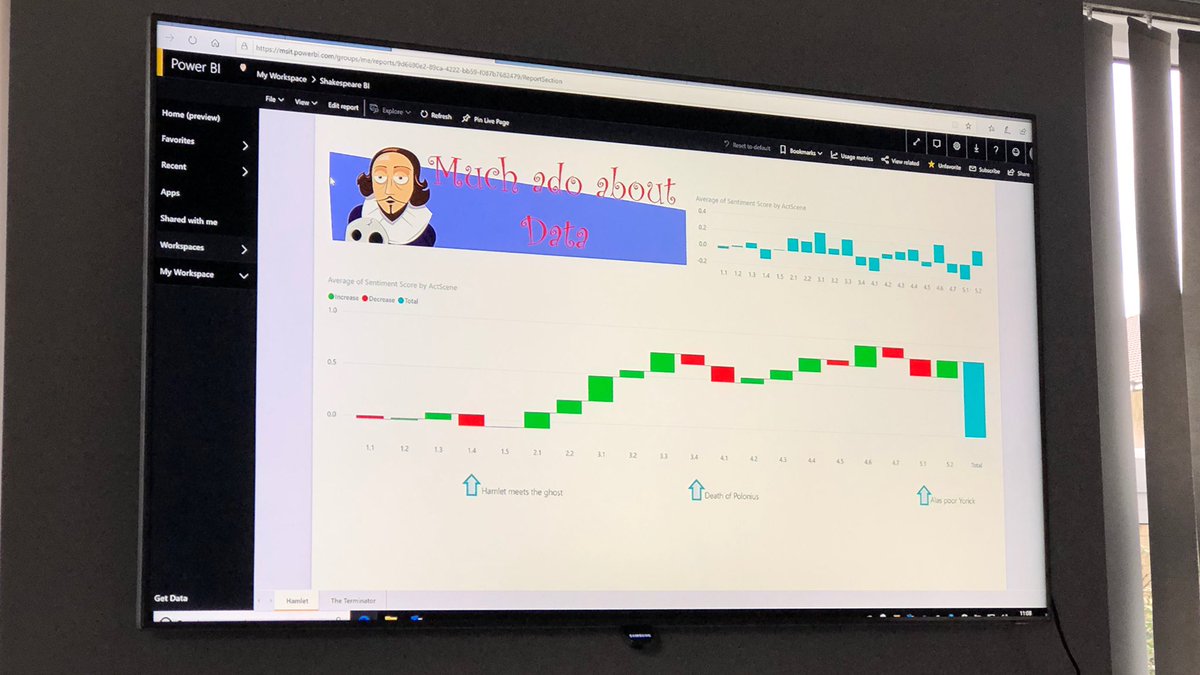 https://msit.powerbi.com/groups/me/reports/9d6690e2-89ca-4222-bb59-f087b7682479/ReportSection
Power BI
My Workspace > Shakespeare BI
File View Edit report Explore Refresh Pin Live Page
Reset to default Bookmarks Usage metrics View related Unfavorite Subscribe Share
Home (preview)
Favorites
Recent
Apps
Shared with me
Workspaces
My Workspace
Get Data
Much ado about
Data
Average of Sentiment Score by ActScene
0.4
0.2
0.0
-0.2
1.1 1.2 1.3 1.4 1.5 2.1 2.2 3.1 3.2 3.3 3.4 4.1 4.2 4.3 4.4 4.5 4.6 4.7 5.1 5.2
Average of Sentiment Score by ActScene
Increase Decrease Total
1.0
0.5
0.0
1.1 1.2 1.3 1.4 1.5 2.1 2.2 3.1 3.2 3.3 3.4 4.1 4.2 4.3 4.4 4.5 4.6 4.7 5.1 5.2 Total
Hamlet meets the ghost
Death of Polonius
Alas poor Yorick
Hamlet The Terminator
11:08
SAMSUNG